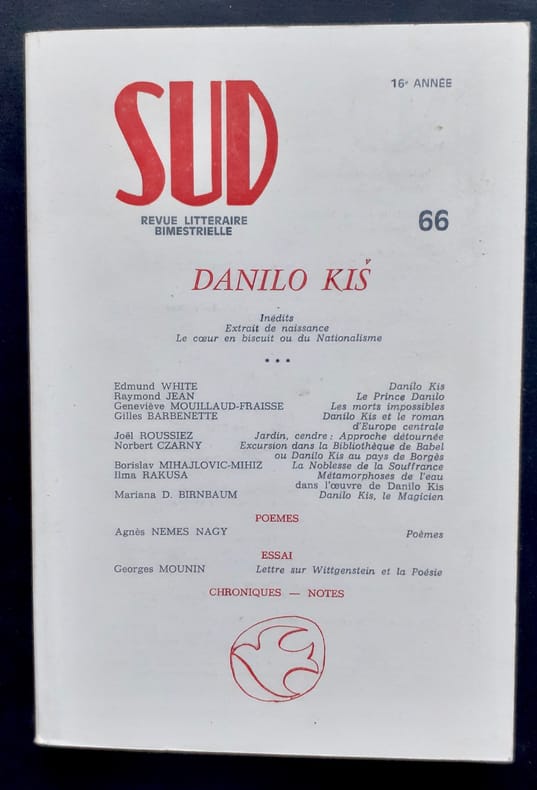 16e ANNÉE
SUD
REVUE LITTERAIRE
BIMESTRIELLE
66
DANILO KIŠ
Inédits
Extrait de naissance
Le cœur en biscuit ou du Nationalisme
* * *
Edmund WHITE Danilo Kis
Raymond JEAN Le Prince Danilo
Geneviève MOUILLAUD-FRAISSE Les morts impossibles
Gilles BARBENETTE Danilo Kis et le roman
d'Europe centrale
Joël ROUSSIEZ Jardin, cendre : Approche détournée
Norbert CZARNY Excursion dans la Bibliothèque de Babel
ou Danilo Kis au pays de Borgès
Borislav MIHAJLOVIC-MIHIZ La Noblesse de la Souffrance
Ilma RAKUSA Métamorphoses de l'eau
dans l'œuvre de Danilo Kis
Mariana D. BIRNBAUM Danilo Kis, le Magicien
POEMES
Agnès NEMES NAGY Poèmes
ESSAI
Georges MOUNIN Lettre sur Wittgenstein et la Poésie
CHRONIQUES — NOTES